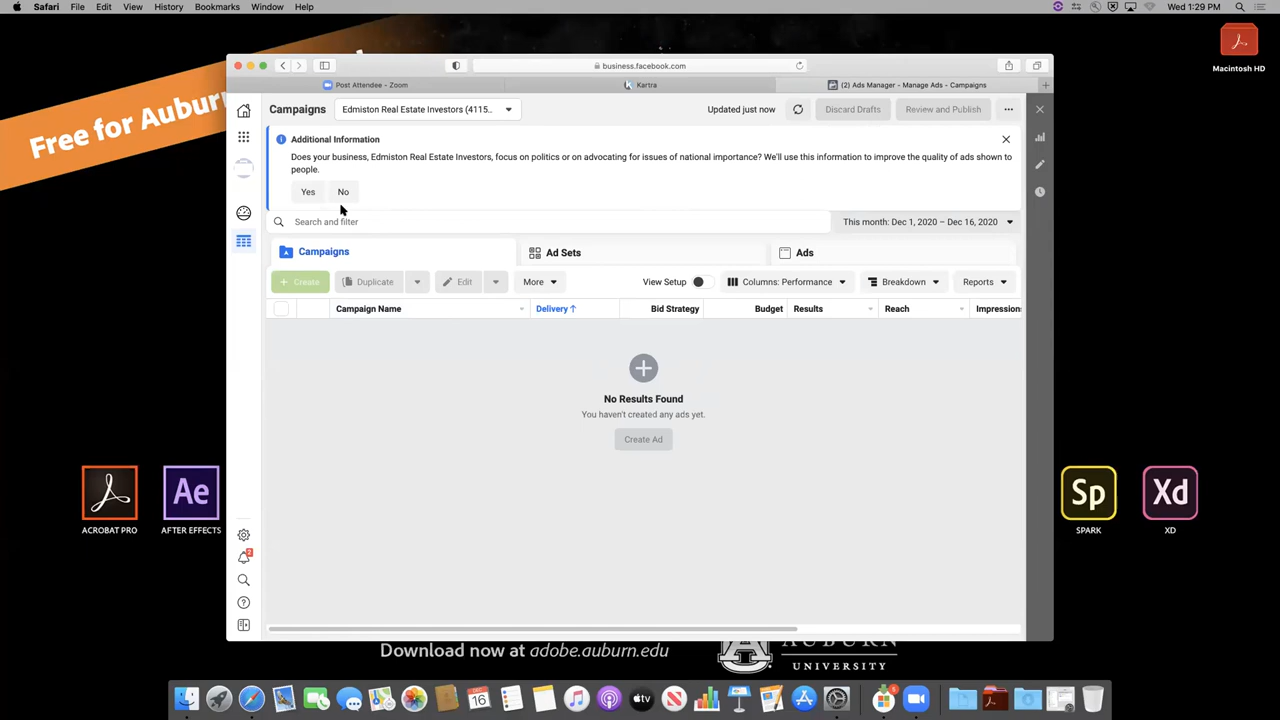 Safari File Edit View History Bookmarks Window Help Wed 1:29 PM
Macintosh HD
Free for Auburn
business.facebook.com
Post Attendee - Zoom Kartra (2) Ads Manager - Manage Ads - Campaigns
Campaigns Edmiston Real Estate Investors (4115... Updated just now Discard Drafts Review and Publish
Additional Information
Does your business, Edmiston Real Estate Investors, focus on politics or on advocating for issues of national importance? We'll use this information to improve the quality of ads shown to
people.
Yes No
Search and filter This month: Dec 1, 2020 – Dec 16, 2020
Campaigns Ad Sets Ads
+ Create Duplicate Edit More View Setup Columns: Performance Breakdown Reports
Campaign Name Delivery ↑ Bid Strategy Budget Results Reach Impressions
No Results Found
You haven't created any ads yet.
Create Ad
Ae Sp Xd
ACROBAT PRO AFTER EFFECTS SPARK XD
2
Download now at adobe.auburn.edu
AUBURN
UNIVERSITY
DEC
16
tv